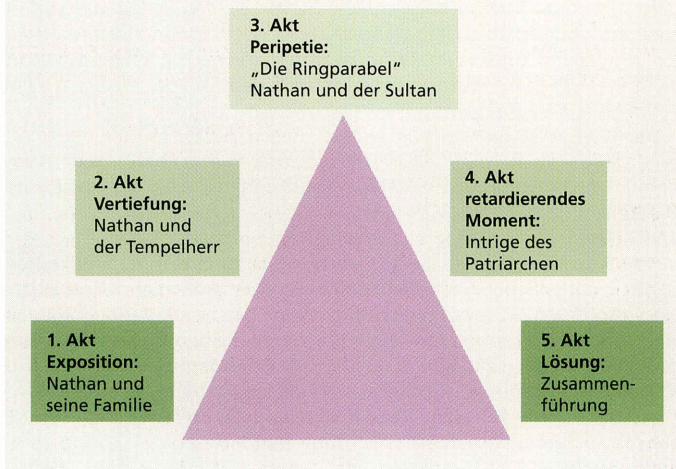 3. Akt
Peripetie:
„Die Ringparabel“
Nathan und der Sultan
2. Akt
Vertiefung:
Nathan und
der Tempelherr
4. Akt
retardierendes
Moment:
Intrige des
Patriarchen
1. Akt
Exposition:
Nathan und
seine Familie
5. Akt
Lösung:
Zusammen-
führung